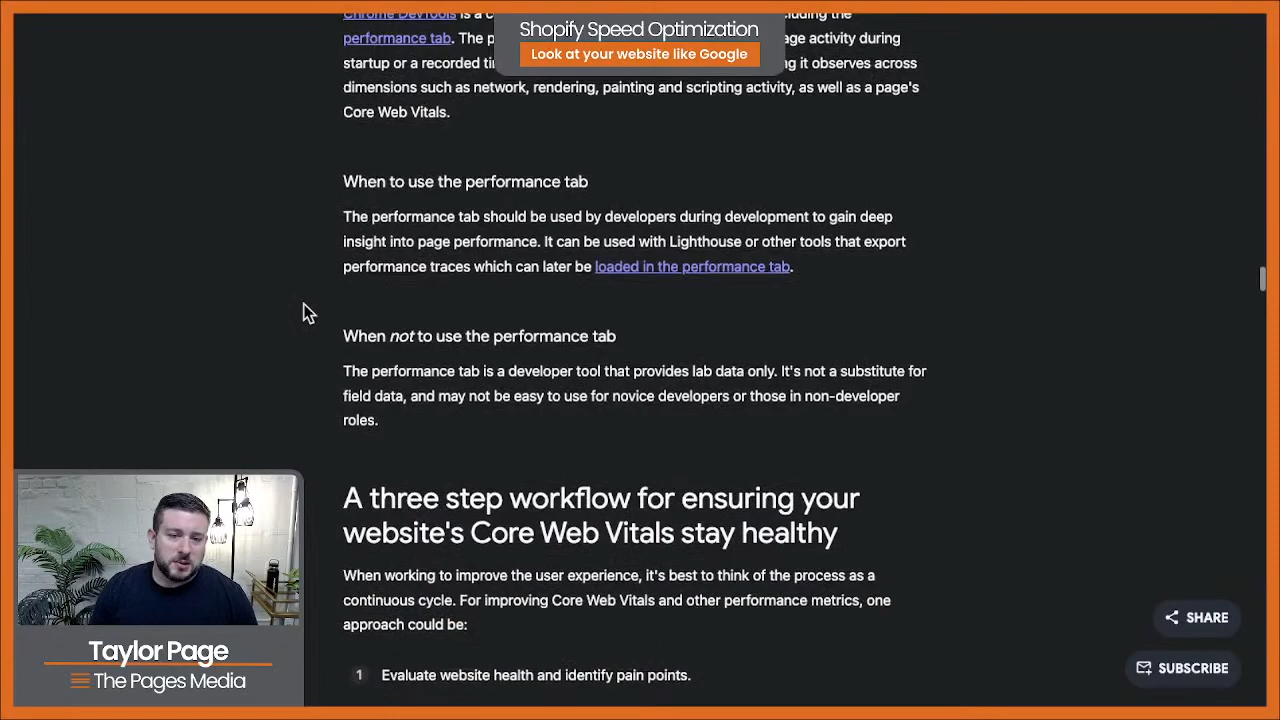 Shopify Speed Optimization
Look at your website like Google
Chrome DevTools is a c
performance tab. The p
age activity during
startup or a recorded ti
ng it observes across
dimensions such as network, rendering, painting and scripting activity, as well as a page's
Core Web Vitals.
When to use the performance tab
The performance tab should be used by developers during development to gain deep
insight into page performance. It can be used with Lighthouse or other tools that export
performance traces which can later be loaded in the performance tab.
When not to use the performance tab
The performance tab is a developer tool that provides lab data only. It's not a substitute for
field data, and may not be easy to use for novice developers or those in non-developer
roles.
A three step workflow for ensuring your
website's Core Web Vitals stay healthy
When working to improve the user experience, it's best to think of the process as a
continuous cycle. For improving Core Web Vitals and other performance metrics, one
approach could be:
1 Evaluate website health and identify pain points.
SHARE
SUBSCRIBE
Taylor Page
The Pages Media